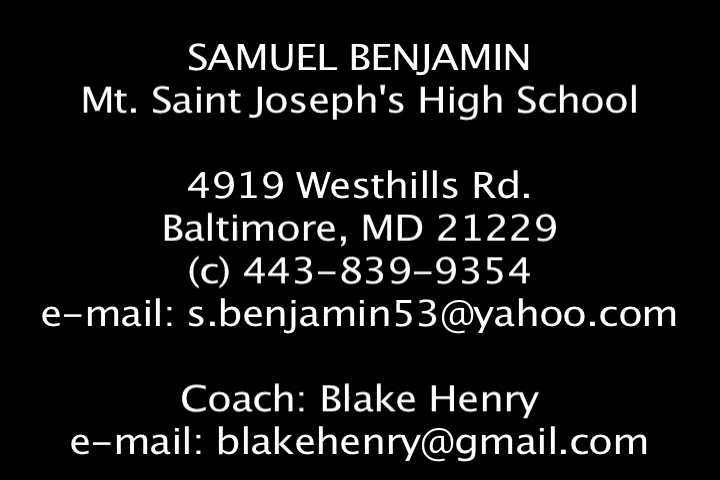 SAMUEL BENJAMIN
Mt. Saint Joseph's High School
4919 Westhills Rd.
Baltimore, MD 21229
(c) 443-839-9354
e-mail: s.benjamin53@yahoo.com
Coach: Blake Henry
e-mail: blakehenry@gmail.com